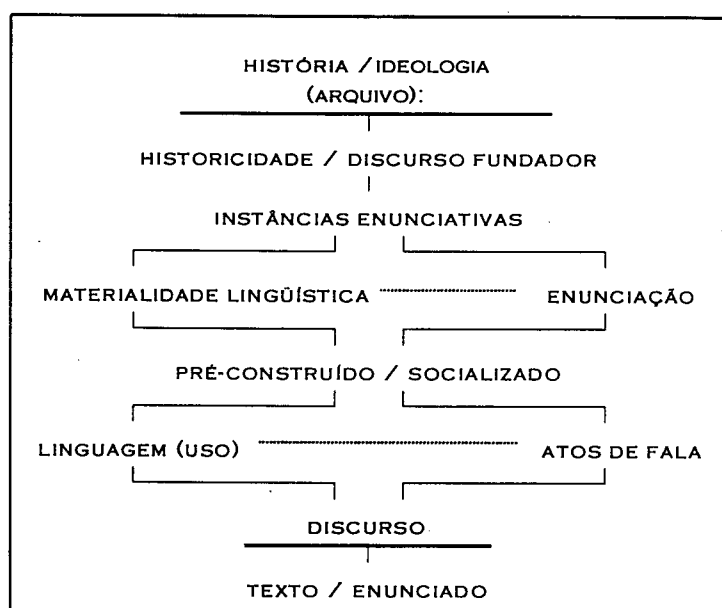 HISTÓRIA / IDEOLOGIA
(ARQUIVO):
HISTORICIDADE / DISCURSO FUNDADOR
INSTÂNCIAS ENUNCIATIVAS
MATERIALIDADE LINGÜÍSTICA ENUNCIAÇÃO
PRÉ-CONSTRUÍDO / SOCIALIZADO
LINGUAGEM (USO) ATOS DE FALA
DISCURSO
TEXTO / ENUNCIADO